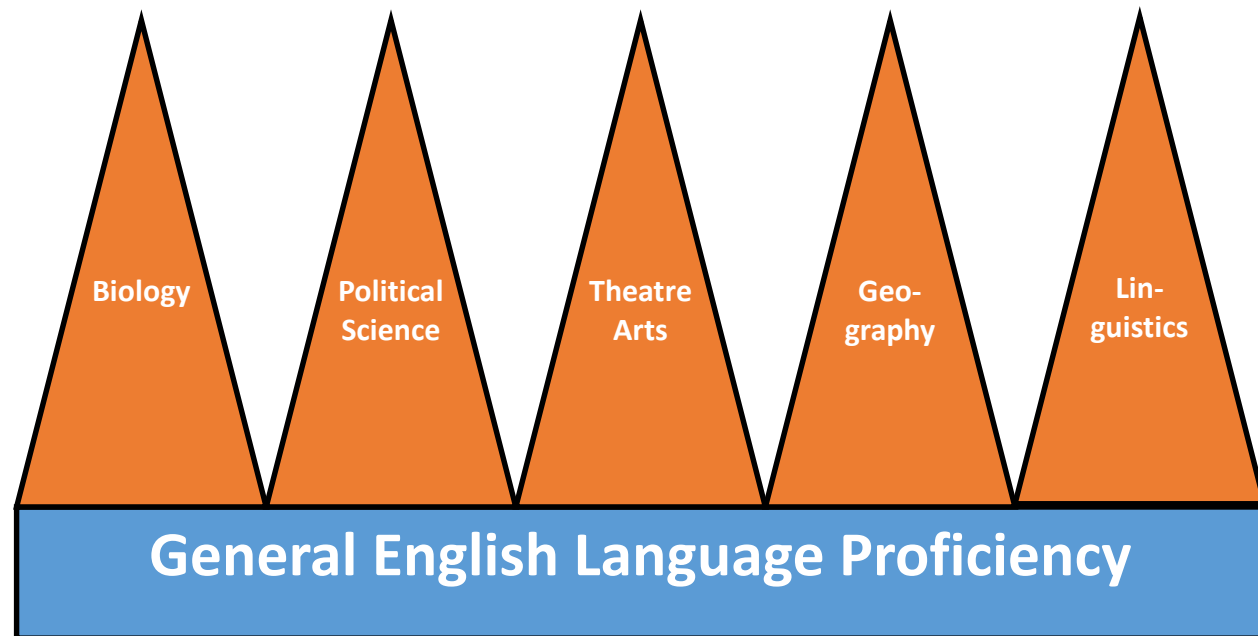 Biology
Political
Science
Theatre
Arts
Geo-
graphy
Lin-
guistics
General English Language Proficiency